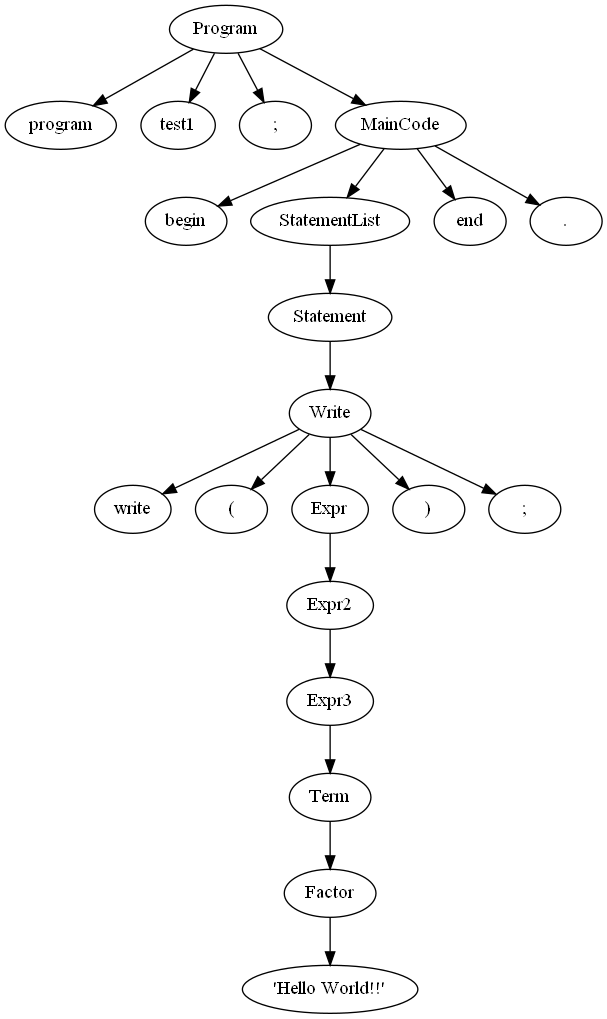 Program
program test1 ; MainCode
begin StatementList end .
Statement
Write
write ( Expr ) ;
Expr2
Expr3
Term
Factor
'Hello World!!'